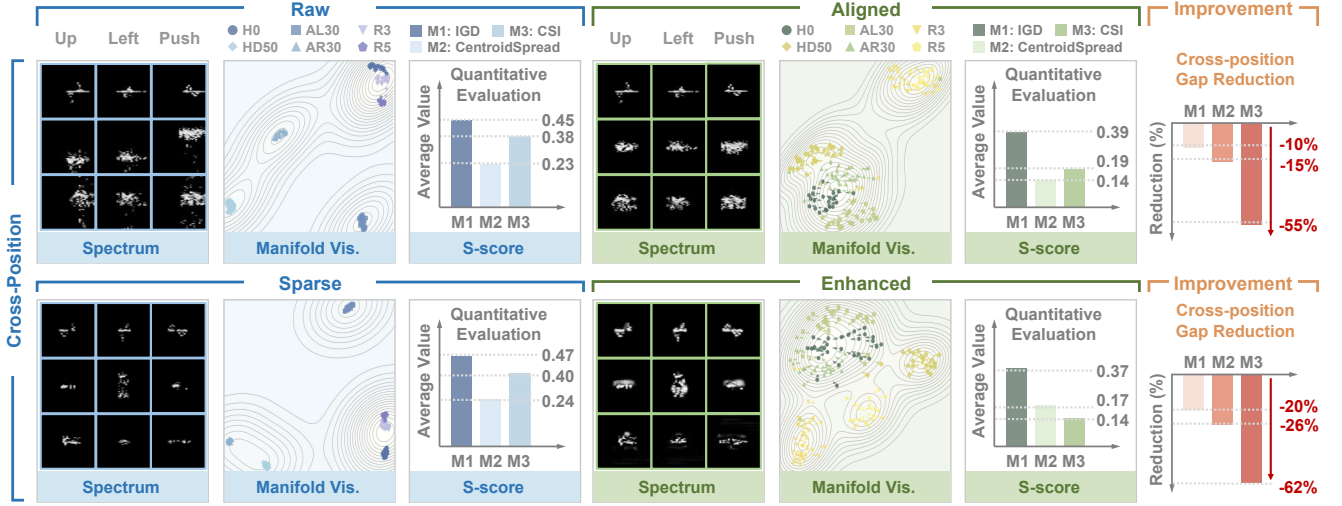 Raw
Aligned
Improvement
Up Left Push
H0 AL30 R3
HD50 AR30 R5
M1: IGD M3: CSI
M2: CentroidSpread
Up Left Push
H0 AL30 R3
HD50 AR30 R5
M1: IGD M3: CSI
M2: CentroidSpread
Cross-Position
Quantitative
Evaluation
Average Value
0.45
0.38
0.23
M1 M2 M3
Quantitative
Evaluation
Average Value
0.39
0.19
0.14
M1 M2 M3
Cross-position
Gap Reduction
M1 M2 M3
Reduction (%)
-10%
-15%
-55%
Spectrum
Manifold Vis.
S-score
Spectrum
Manifold Vis.
S-score
Sparse
Enhanced
Improvement
Quantitative
Evaluation
Average Value
0.47
0.40
0.24
M1 M2 M3
Quantitative
Evaluation
Average Value
0.37
0.17
0.14
M1 M2 M3
Cross-position
Gap Reduction
M1 M2 M3
Reduction (%)
-20%
-26%
-62%
Spectrum
Manifold Vis.
S-score
Spectrum
Manifold Vis.
S-score